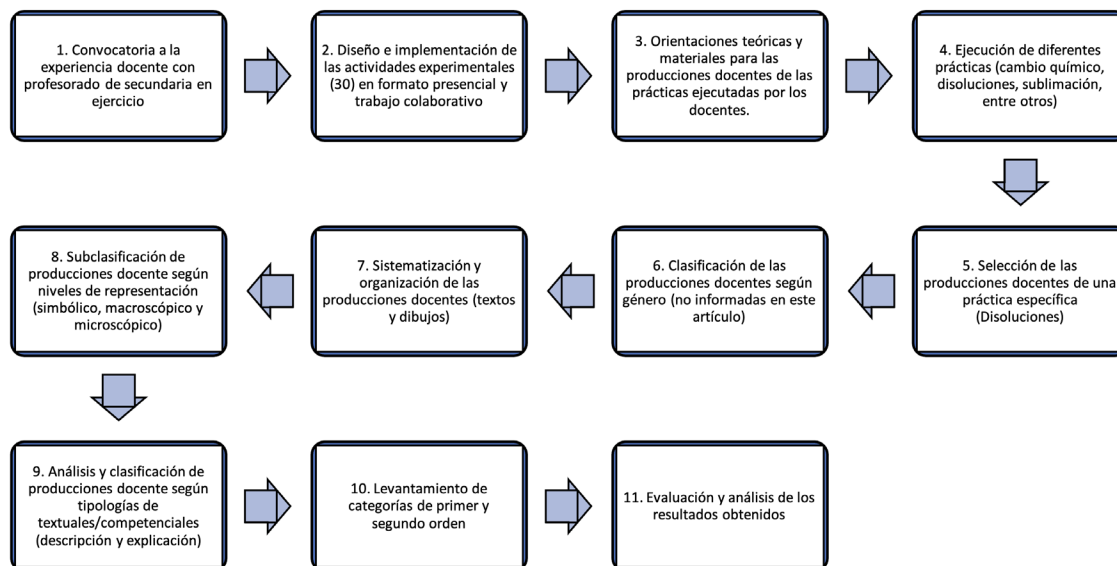 1. Convocatoria a la
experiencia docente con
profesorado de secundaria en
ejercicio
2. Diseño e implementación de
las actividades experimentales
(30) en formato presencial y
trabajo colaborativo
3. Orientaciones teóricas y
materiales para las
producciones docentes de las
prácticas ejecutadas por los
docentes.
4. Ejecución de diferentes
prácticas (cambio químico,
disoluciones, sublimación,
entre otros)
5. Selección de las
producciones docentes de una
práctica específica
(Disoluciones)
6. Clasificación de las
producciones docentes según
género (no informadas en este
artículo)
7. Sistematización y
organización de las
producciones docentes (textos
y dibujos)
8. Subclasificación de
producciones docente según
niveles de representación
(simbólico, macroscópico y
microscópico)
9. Análisis y clasificación de
producciones docente según
tipologías de
textuales/competenciales
(descripción y explicación)
10. Levantamiento de
categorías de primer y
segundo orden
11. Evaluación y análisis de los
resultados obtenidos